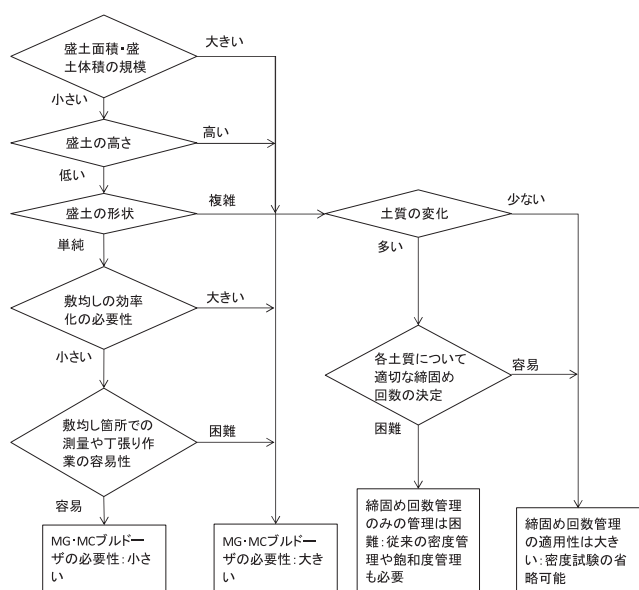 盛土面積・盛
土体積の規模
大きい
小さい
盛土の高さ
高い
低い
盛土の形状
複雑
単純
敷均しの効率
化の必要性
大きい
小さい
敷均し箇所での
測量や丁張り作
業の容易性
困難
容易
MG・MCブルドー
ザの必要性：小さ
い
MG・MCブルドー
ザの必要性：大き
い
土質の変化
少ない
多い
各土質について
適切な締固め
回数の決定
容易
困難
締固め回数管理
のみの管理は困
難：従来の密度管
理や飽和度管理
も必要
締固め回数管理
の適用性は大き
い：密度試験の省
略可能